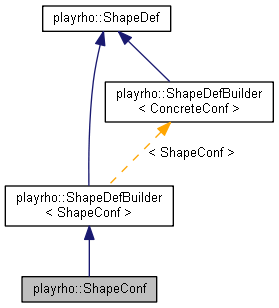 playrho::ShapeDef
playrho::ShapeDefBuilder
< ConcreteConf >
< ShapeConf >
playrho::ShapeDefBuilder
< ShapeConf >
playrho::ShapeConf